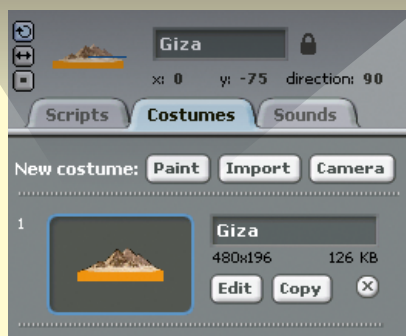 Giza
x: 0 y: -75 direction: 90
Scripts Costumes Sounds
New costume: Paint Import Camera
1
Giza
480x196 126 KB
Edit Copy